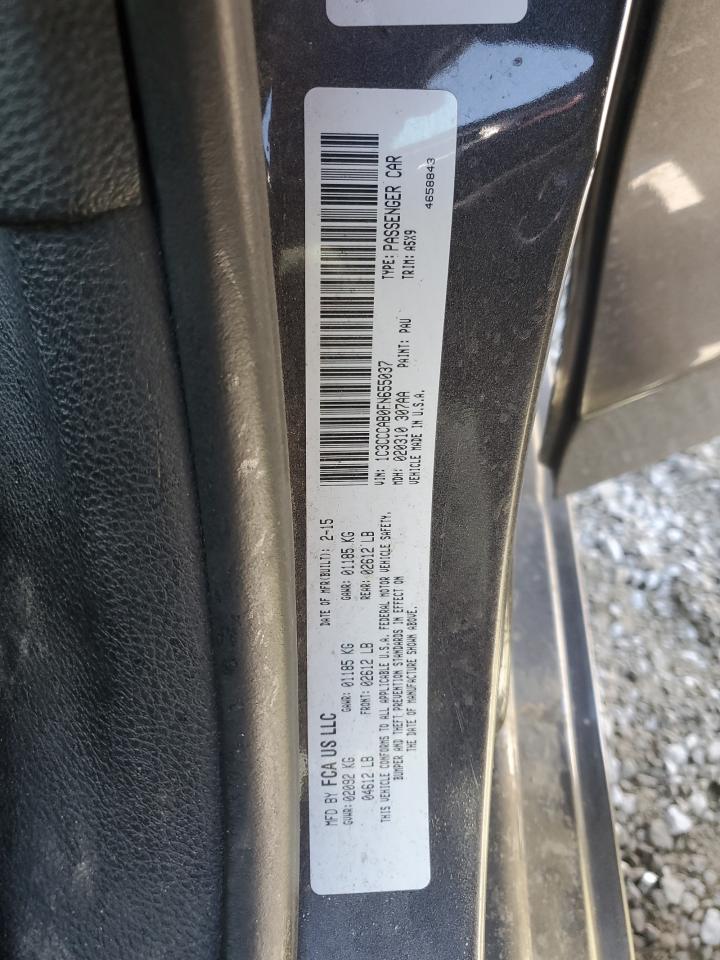 MFD BY FCA US LLC
DATE OF MFR(BUILT): 2-15
GVWR: 02092 KG
GAWR: 01185 KG
GAWR: 01185 KG
04612 LB
FRONT: 02612 LB
REAR: 02612 LB
THIS VEHICLE CONFORMS TO ALL APPLICABLE U.S.A. FEDERAL MOTOR VEHICLE SAFETY,
BUMPER AND THEFT PREVENTION STANDARDS IN EFFECT ON
THE DATE OF MANUFACTURE SHOWN ABOVE.
VIN: 1C3CCCAB0FN655037
TYPE: PASSENGER CAR
MDH: 020310 307AA
PAINT: PAU
TRIM: A5X9
VEHICLE MADE IN U.S.A.
4658843